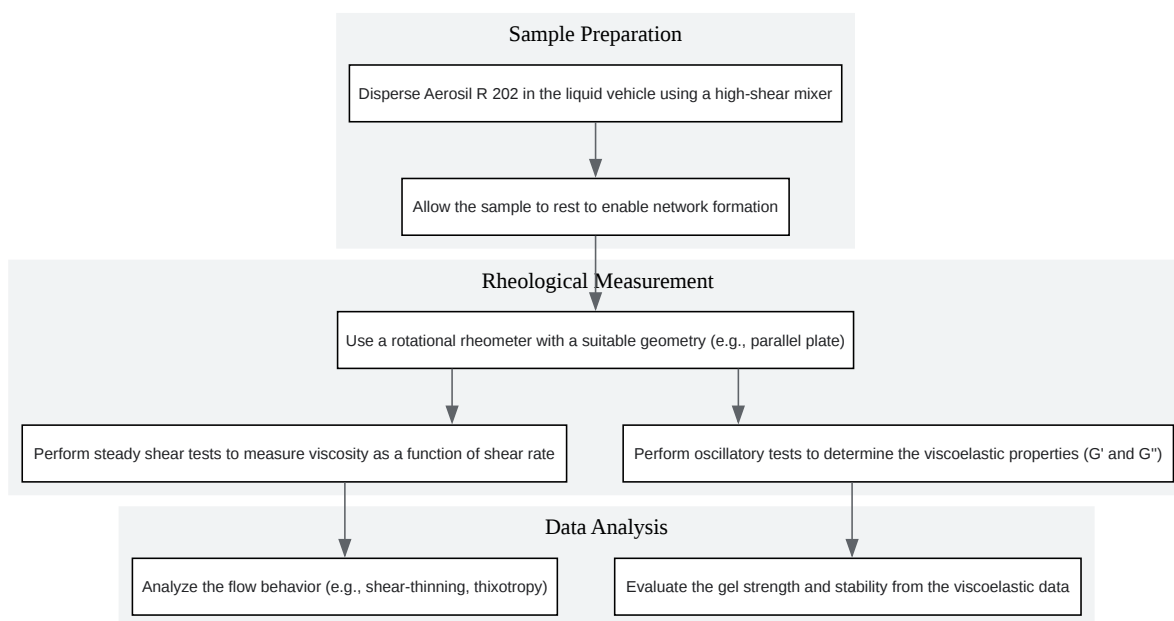 Sample Preparation
Disperse Aerosil R 202 in the liquid vehicle using a high-shear mixer
Allow the sample to rest to enable network formation
Rheological Measurement
Use a rotational rheometer with a suitable geometry (e.g., parallel plate)
Perform steady shear tests to measure viscosity as a function of shear rate
Perform oscillatory tests to determine the viscoelastic properties (G' and G'')
Data Analysis
Analyze the flow behavior (e.g., shear-thinning, thixotropy)
Evaluate the gel strength and stability from the viscoelastic data